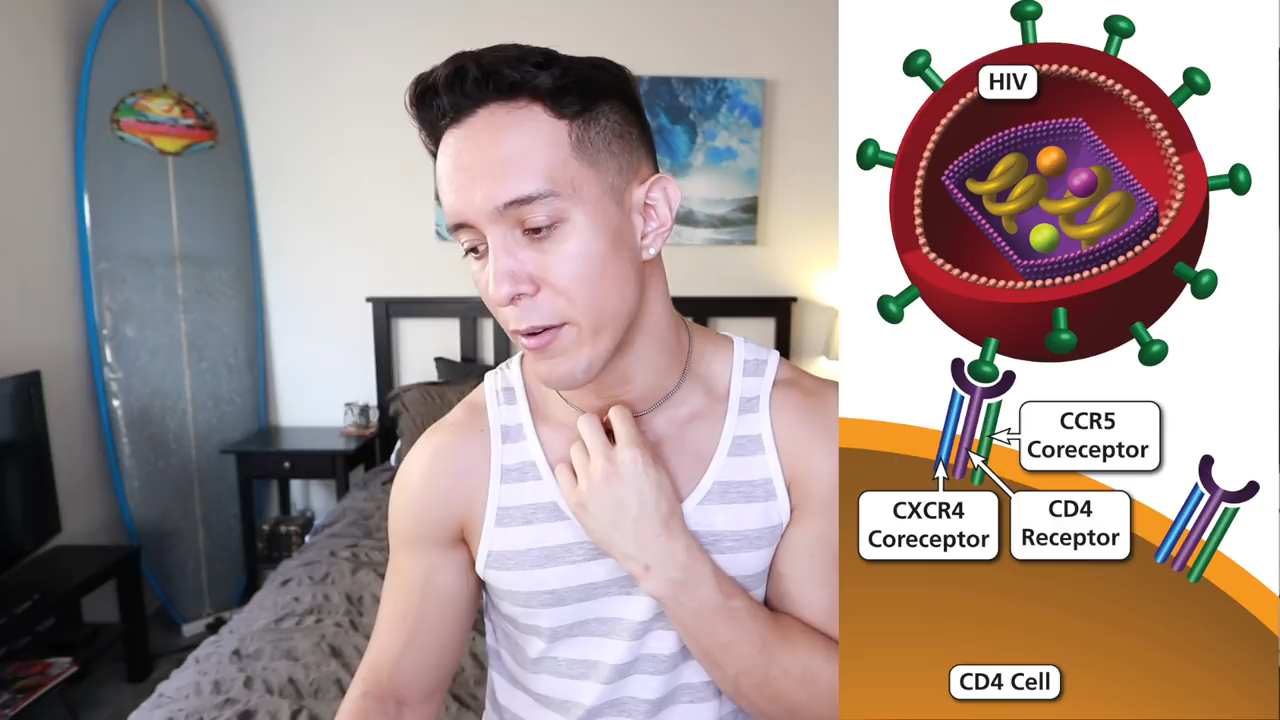 HIV
CCR5
Coreceptor
CXCR4
Coreceptor
CD4
Receptor
CD4 Cell